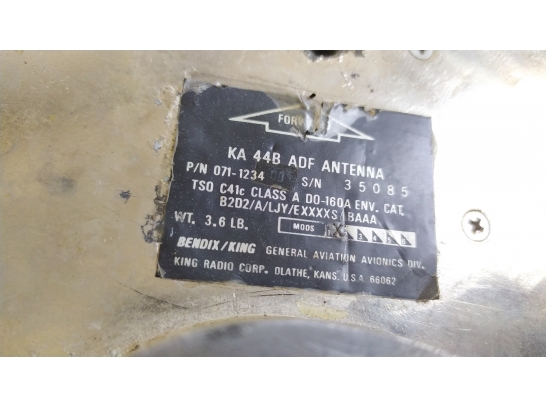 KA 44B ADF ANTENNA
P/N 071-1234 S/N 35085
TSO C41c CLASS A DO-160A ENV. CAT.
B2D2/A/LJY/EXXXXS BAAA
WT. 3.6 LB. MODS
BENDIX/KING GENERAL AVIATION AVIONICS DIV.
KING RADIO CORP. OLATHE, KANS. U.S.A. 66062